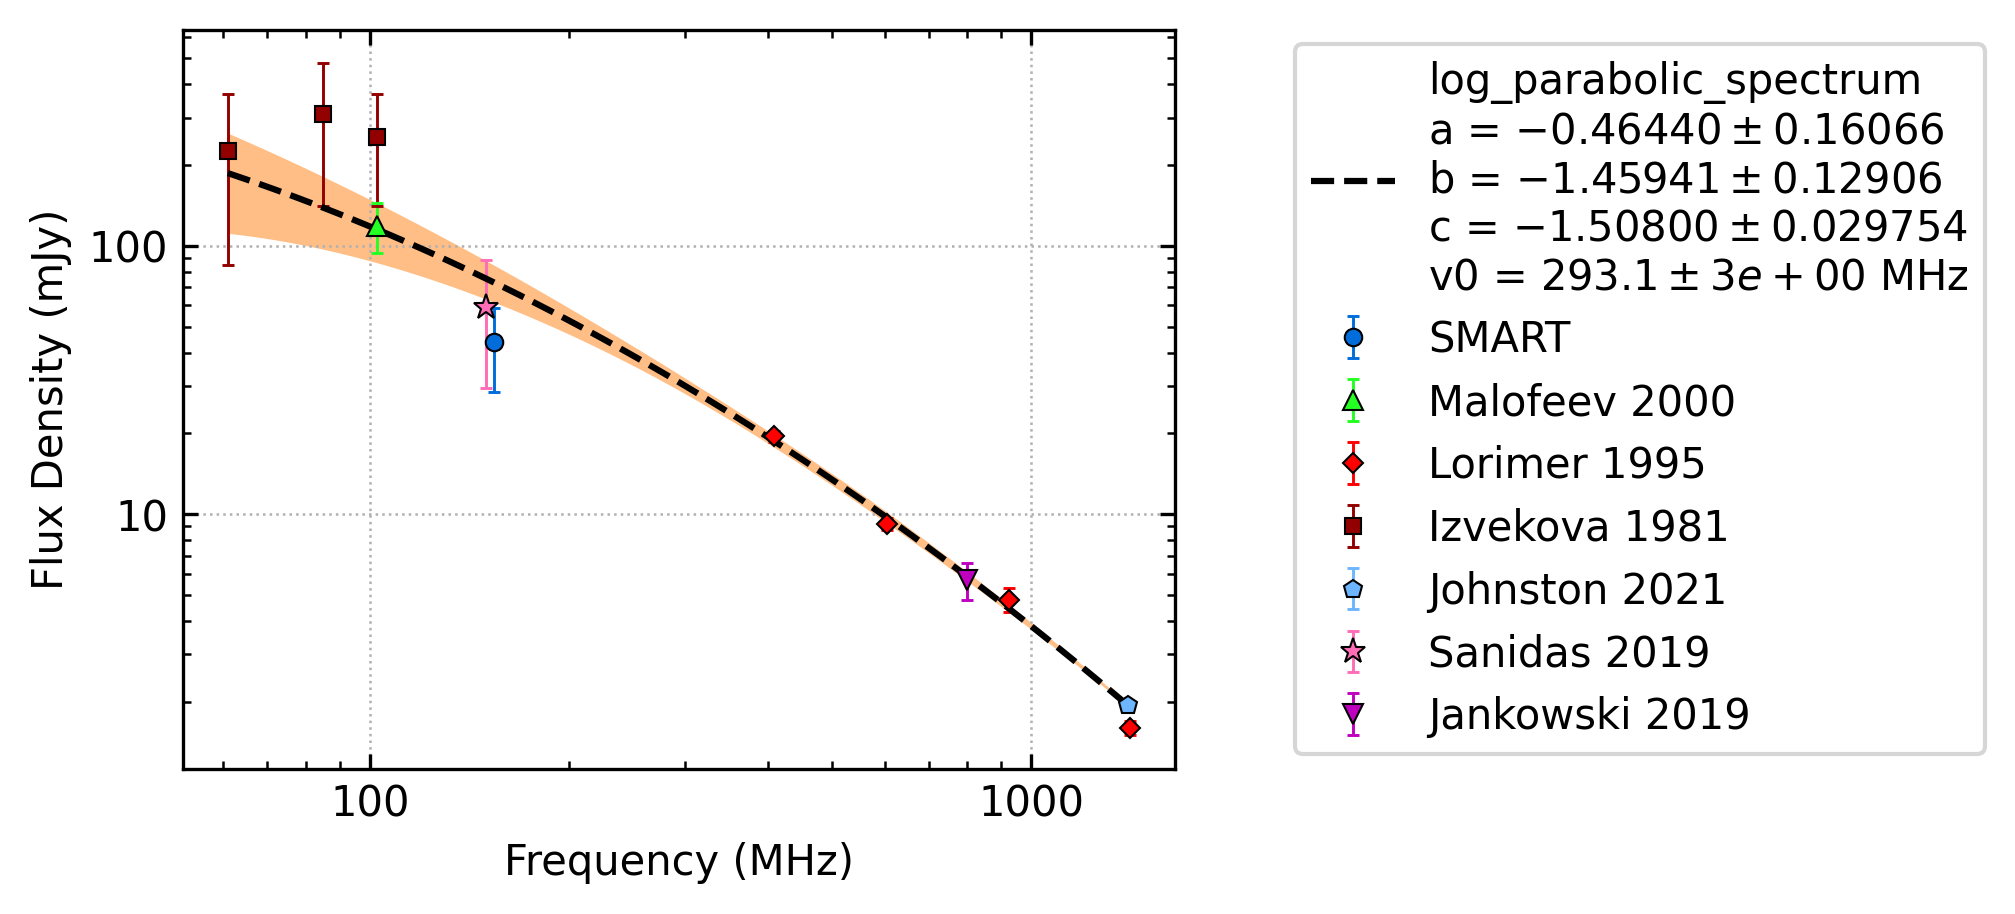 100
10
100
1000
Flux Density (mJy)
Frequency (MHz)
log_parabolic_spectrum
a = −0.46440 ± 0.16066
b = −1.45941 ± 0.12906
c = −1.50800 ± 0.029754
v0 = 293.1 ± 3e + 00 MHz
SMART
Malofeev 2000
Lorimer 1995
Izvekova 1981
Johnston 2021
Sanidas 2019
Jankowski 2019